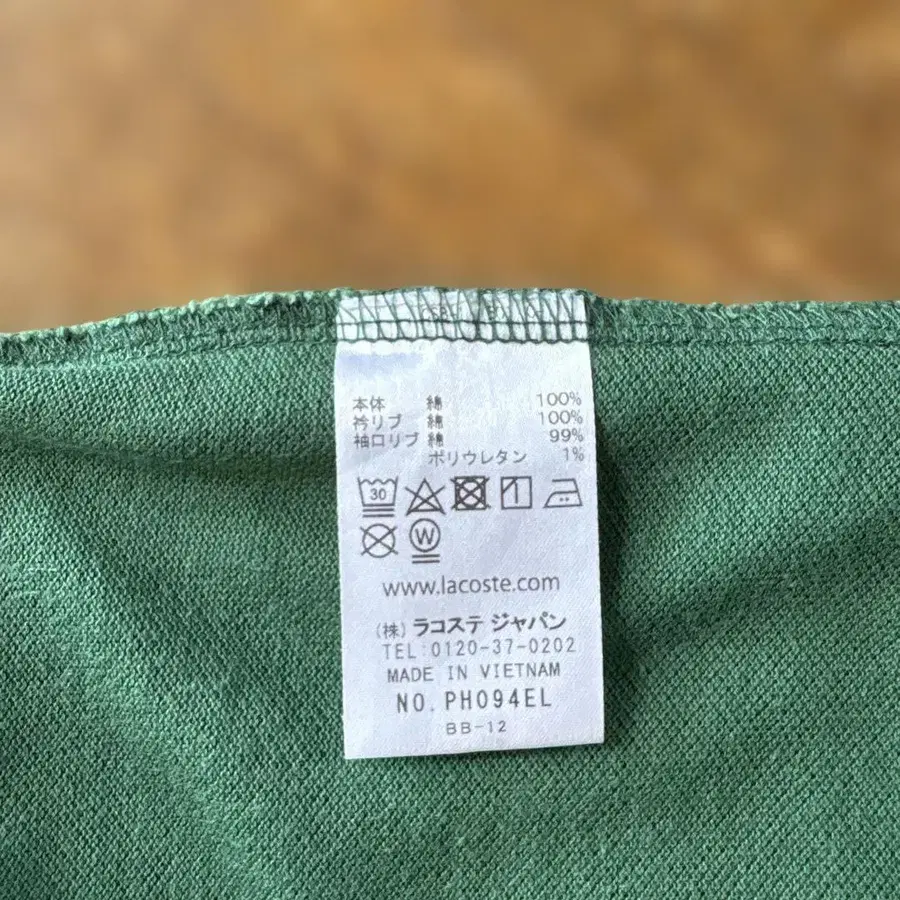 本体 綿 100%
衿リブ 綿 100%
袖口リブ 綿 99%
ポリウレタン 1%
30
W
www.lacoste.com
(株) ラコステ ジャパン
TEL:0120-37-0202
MADE IN VIETNAM
NO. PH094EL
BB-12